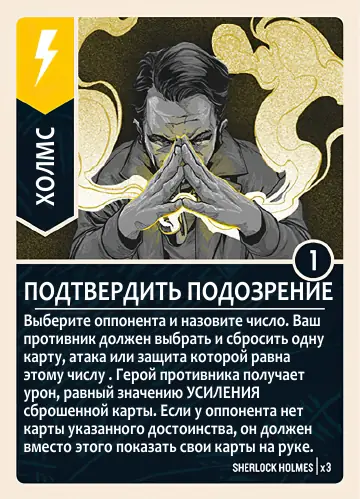 ХОЛМС
1
ПОДТВЕРДИТЬ ПОДОЗРЕНИЕ
Выберите оппонента и назовите число. Ваш
противник должен выбрать и сбросить одну
карту, атака или защита которой равна
этому числу . Герой противника получает
урон, равный значению УСИЛЕНИЯ
сброшенной карты. Если у оппонента нет
карты указанного достоинства, он должен
вместо этого показать свои карты на руке.
SHERLOCK HOLMES | x3